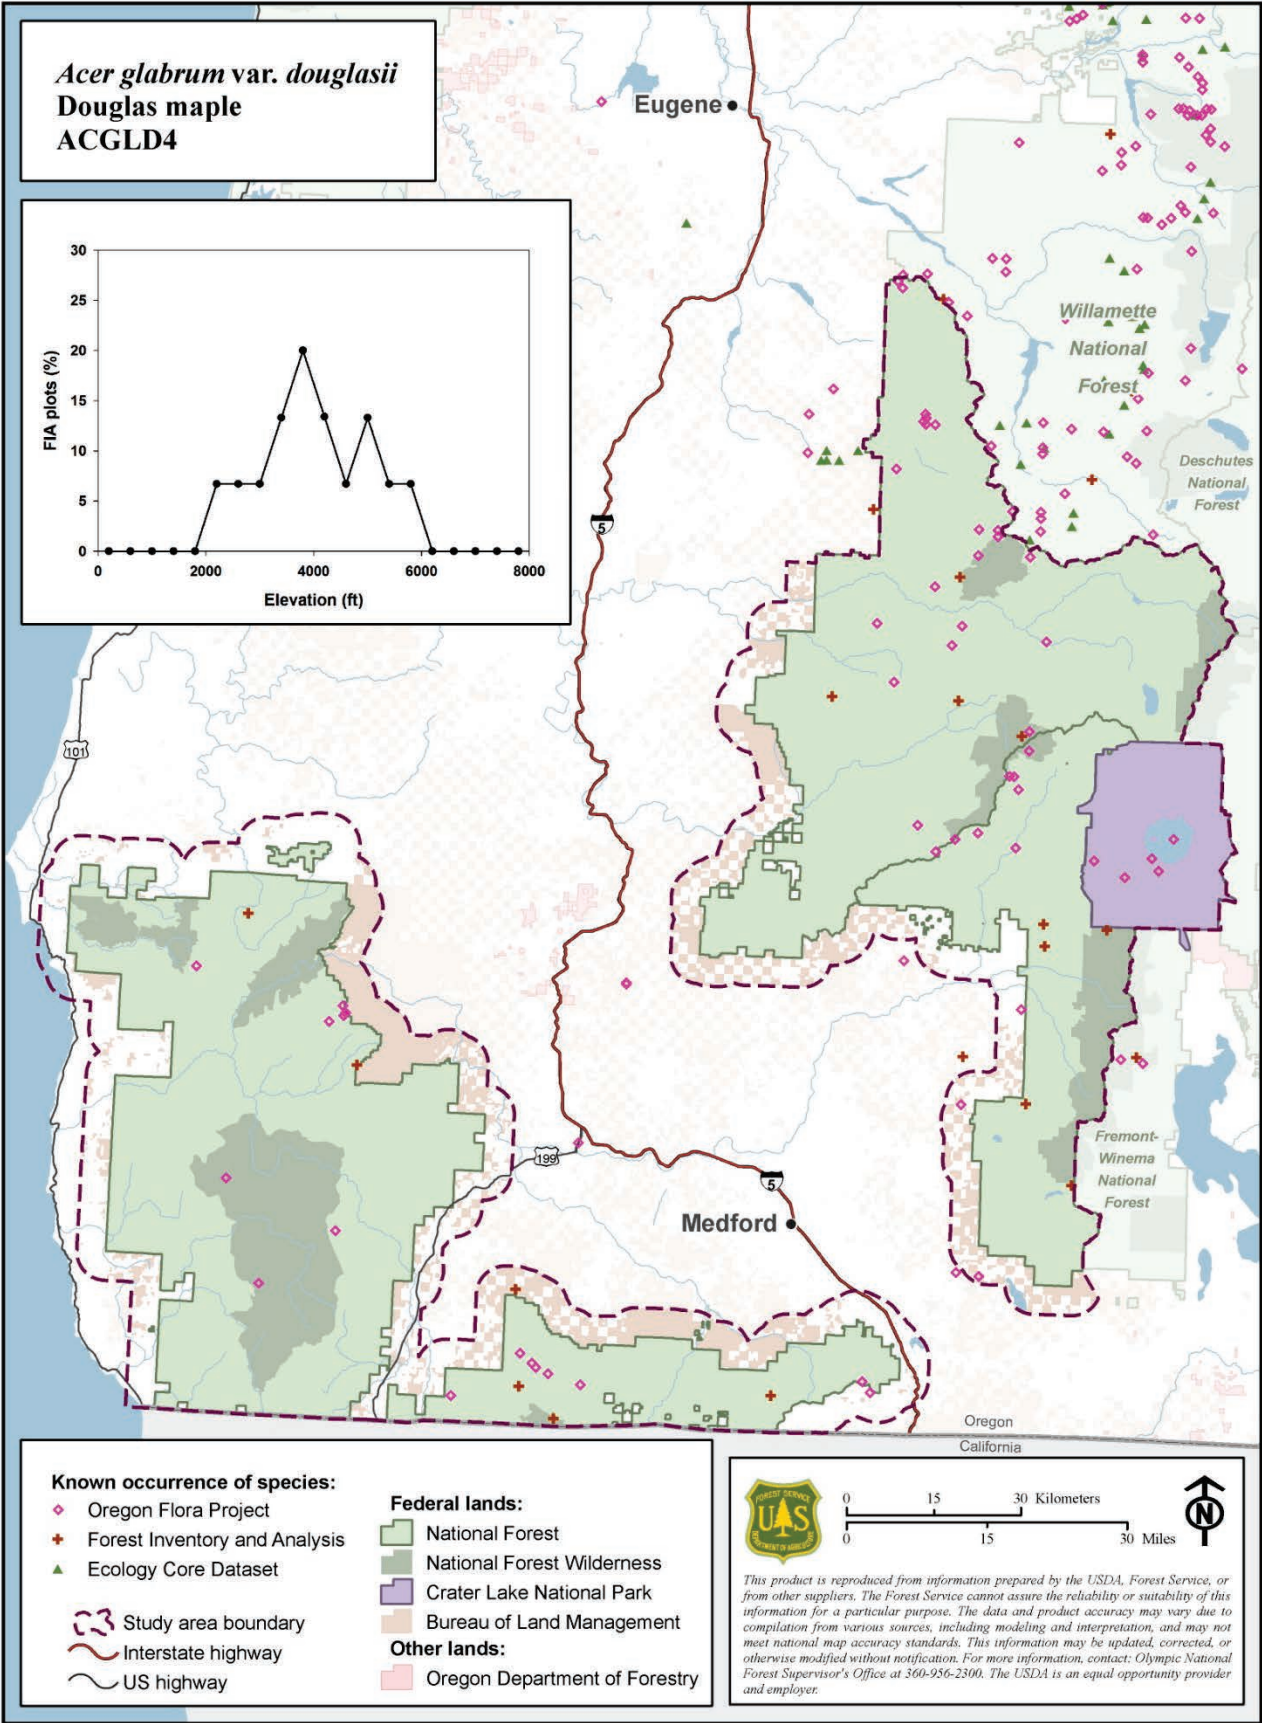 Acer glabrum var. douglasii
Douglas maple
ACGLD4
30
25
20
15
10
5
0
FIA plots (%)
0 2000 4000 6000 8000
Elevation (ft)
Eugene
Willamette
National
Forest
Deschutes
National
Forest
5
101
199
5
Medford
Fremont-
Winema
National
Forest
Oregon
California
Known occurrence of species:
Oregon Flora Project
Forest Inventory and Analysis
Ecology Core Dataset
Study area boundary
Interstate highway
US highway
Federal lands:
National Forest
National Forest Wilderness
Crater Lake National Park
Bureau of Land Management
Other lands:
Oregon Department of Forestry
FOREST SERVICE
US
DEPARTMENT OF AGRICULTURE
0 15 30 Kilometers
0 15 30 Miles
N
This product is reproduced from information prepared by the USDA, Forest Service, or
from other suppliers. The Forest Service cannot assure the reliability or suitability of this
information for a particular purpose. The data and product accuracy may vary due to
compilation from various sources, including modeling and interpretation, and may not
meet national map accuracy standards. This information may be updated, corrected, or
otherwise modified without notification. For more information, contact: Olympic National
Forest Supervisor's Office at 360-956-2300. The USDA is an equal opportunity provider
and employer.